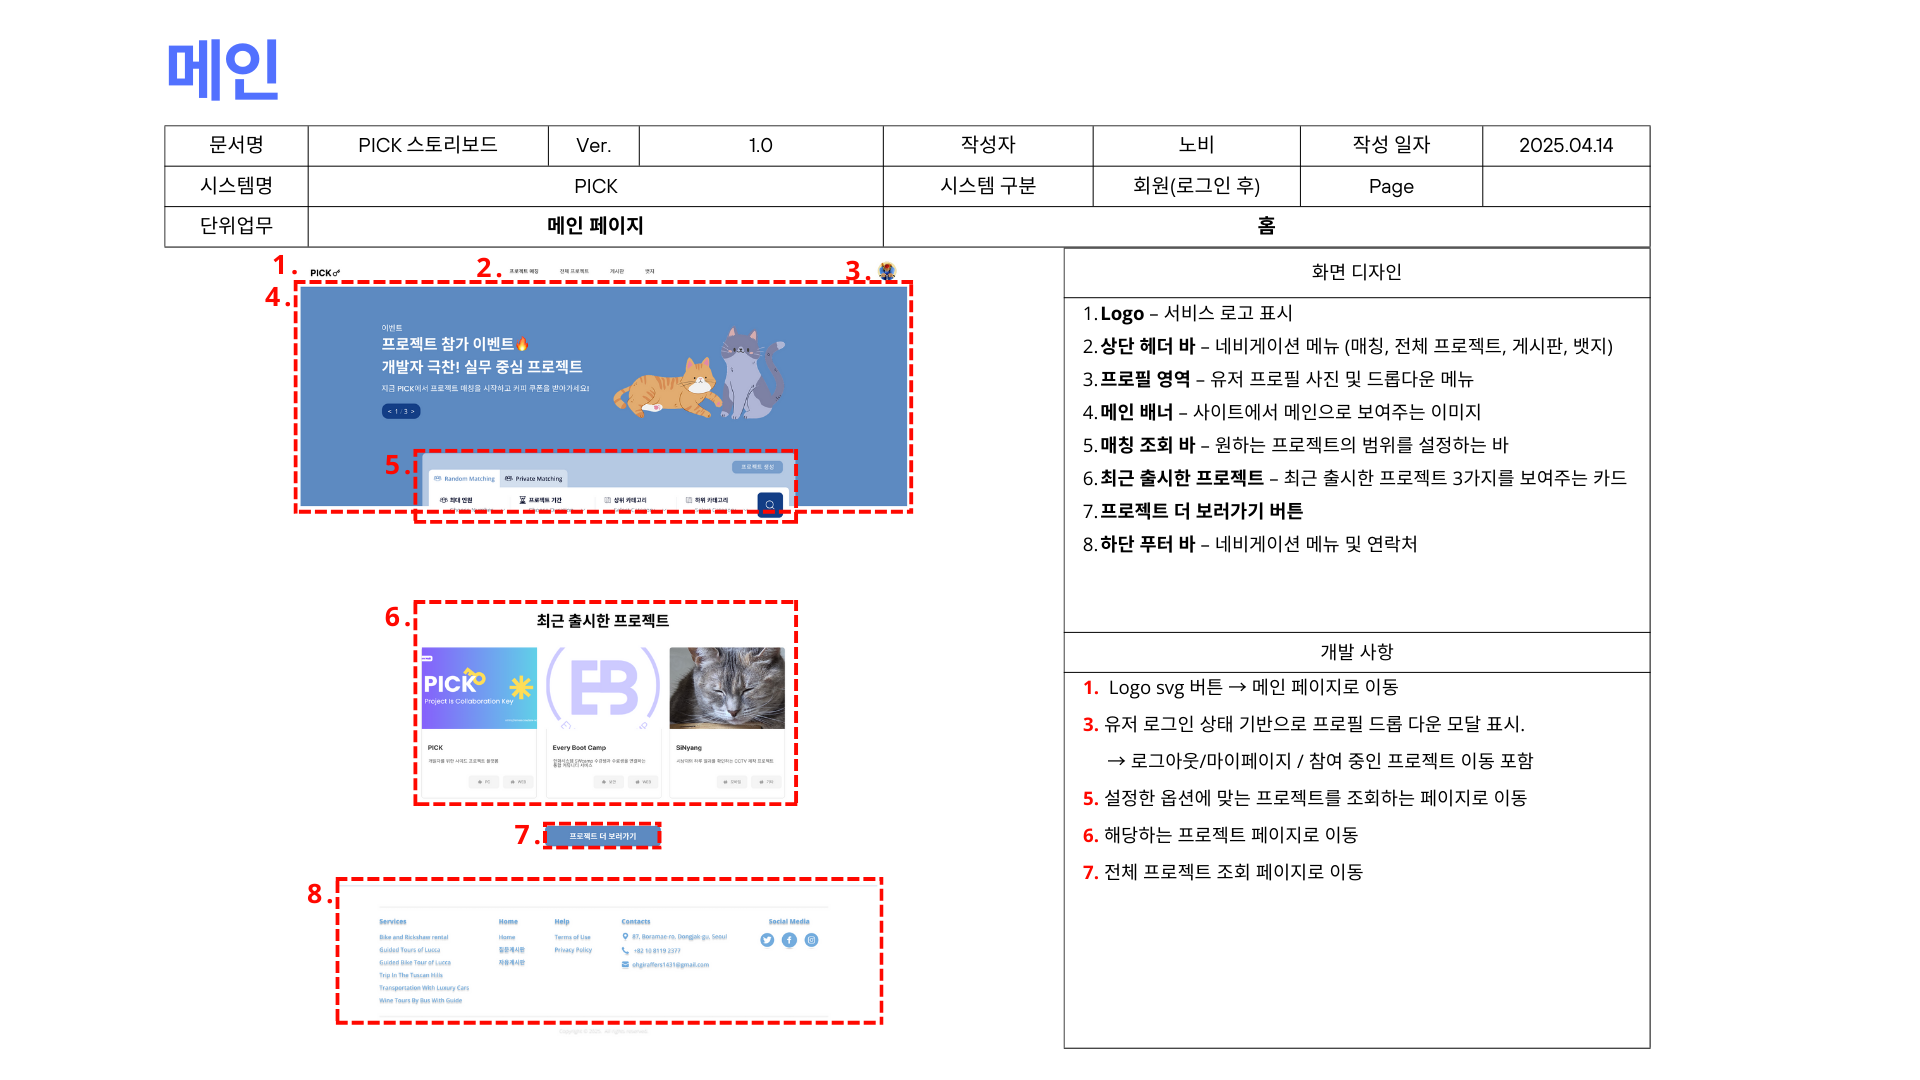 메인
문서명 PICK 스토리보드 Ver. 1.0 작성자 노비 작성 일자 2025.04.14
시스템명 PICK 시스템 구분 회원(로그인 후) Page
단위업무 메인 페이지 홈
1. PICK 2. 프로젝트 매칭 전체 프로젝트 게시판 뱃지 3.
4.
이벤트
프로젝트 참가 이벤트🔥
개발자 극찬! 실무 중심 프로젝트
지금 PICK에서 프로젝트 매칭을 시작하고 커피 쿠폰을 받아가세요!
< 1 / 3 >
5.
프로젝트 생성
Random Matching Private Matching
최대 인원 프로젝트 기간 상위 카테고리 하위 카테고리
6.
최근 출시한 프로젝트
PICK
Project Is Collaboration Key
EB
PICK Every Boot Camp SiNyang
PC WEB WEB
7. 프로젝트 더 보러가기
8.
Services Home Help Contacts Social Media
Bike and Rickshaw rental Home Terms of Use 87, Boramae-ro, Dongjak-gu, Seoul
Guided Tours of Lucca 질문게시판 Privacy Policy +82 10 8119 2377
Guided Bike Tour of Lucca 자유게시판 ohgiraffers1431@gmail.com
Trip In The Tuscan Hills
Transportation With Luxury Cars
Wine Tours By Bus With Guide
화면 디자인
1. Logo – 서비스 로고 표시
2. 상단 헤더 바 – 네비게이션 메뉴 (매칭, 전체 프로젝트, 게시판, 뱃지)
3. 프로필 영역 – 유저 프로필 사진 및 드롭다운 메뉴
4. 메인 배너 – 사이트에서 메인으로 보여주는 이미지
5. 매칭 조회 바 – 원하는 프로젝트의 범위를 설정하는 바
6. 최근 출시한 프로젝트 – 최근 출시한 프로젝트 3가지를 보여주는 카드
7. 프로젝트 더 보러가기 버튼
8. 하단 푸터 바 – 네비게이션 메뉴 및 연락처
개발 사항
1. Logo svg 버튼 → 메인 페이지로 이동
3. 유저 로그인 상태 기반으로 프로필 드롭 다운 모달 표시.
→ 로그아웃/마이페이지 / 참여 중인 프로젝트 이동 포함
5. 설정한 옵션에 맞는 프로젝트를 조회하는 페이지로 이동
6. 해당하는 프로젝트 페이지로 이동
7. 전체 프로젝트 조회 페이지로 이동